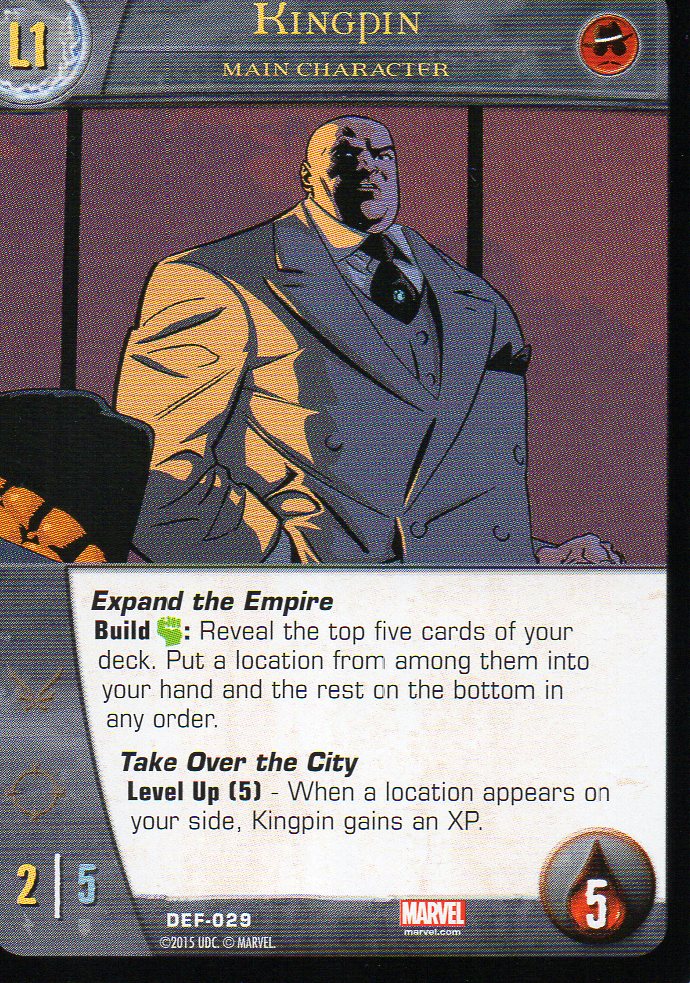 L1
Kingpin
MAIN CHARACTER
Expand the Empire
Build : Reveal the top five cards of your
deck. Put a location from among them into
your hand and the rest on the bottom in
any order.
Take Over the City
Level Up (5) - When a location appears on
your side, Kingpin gains an XP.
2 | 5
5
DEF-029
MARVEL
marvel.com
©2015 UDC. © MARVEL.